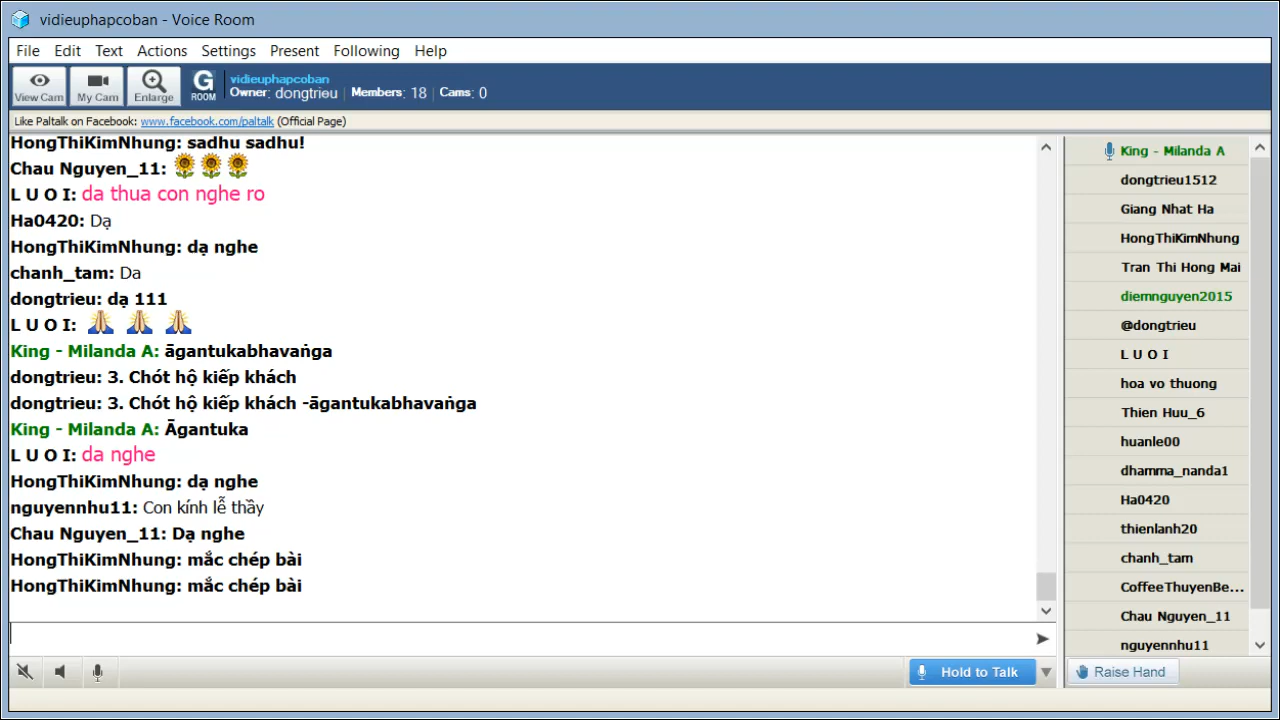 vidieuphapcoban - Voice Room
File Edit Text Actions Settings Present Following Help
View Cam My Cam Enlarge G ROOM
vidieuphapcoban
Owner: dongtrieu Members: 18 Cams: 0
Like Paltalk on Facebook: www.facebook.com/paltalk (Official Page)
HongThiKimNhung: sadhu sadhu!
Chau Nguyen_11:
L U O I: da thua con nghe ro
Ha0420: Dạ
HongThiKimNhung: dạ nghe
chanh_tam: Da
dongtrieu: dạ 111
L U O I:
King - Milanda A: āgantukabhavaṅga
dongtrieu: 3. Chót hộ kiếp khách
dongtrieu: 3. Chót hộ kiếp khách -āgantukabhavaṅga
King - Milanda A: Āgantuka
L U O I: da nghe
HongThiKimNhung: dạ nghe
nguyennhu11: Con kính lễ thầy
Chau Nguyen_11: Dạ nghe
HongThiKimNhung: mắc chép bài
HongThiKimNhung: mắc chép bài
King - Milanda A
dongtrieu1512
Giang Nhat Ha
HongThiKimNhung
Tran Thi Hong Mai
diemnguyen2015
@dongtrieu
L U O I
hoa vo thuong
Thien Huu_6
huanle00
dhamma_nanda1
Ha0420
thienlanh20
chanh_tam
CoffeeThuyenBe...
Chau Nguyen_11
nguyennhu11
Hold to Talk
Raise Hand